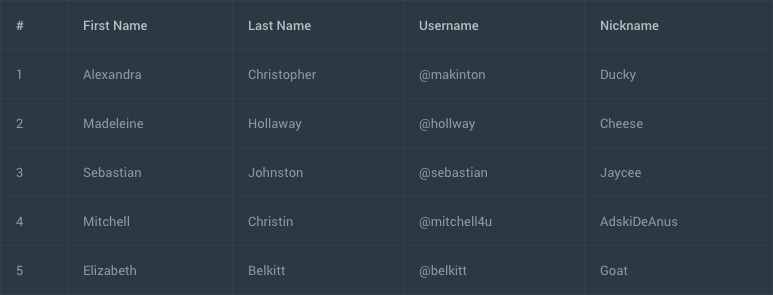 # First Name Last Name Username Nickname
1 Alexandra Christopher @makinton Ducky
2 Madeleine Hollaway @hollway Cheese
3 Sebastian Johnston @sebastian Jaycee
4 Mitchell Christin @mitchell4u AdskiDeAnus
5 Elizabeth Belkitt @belkitt Goat